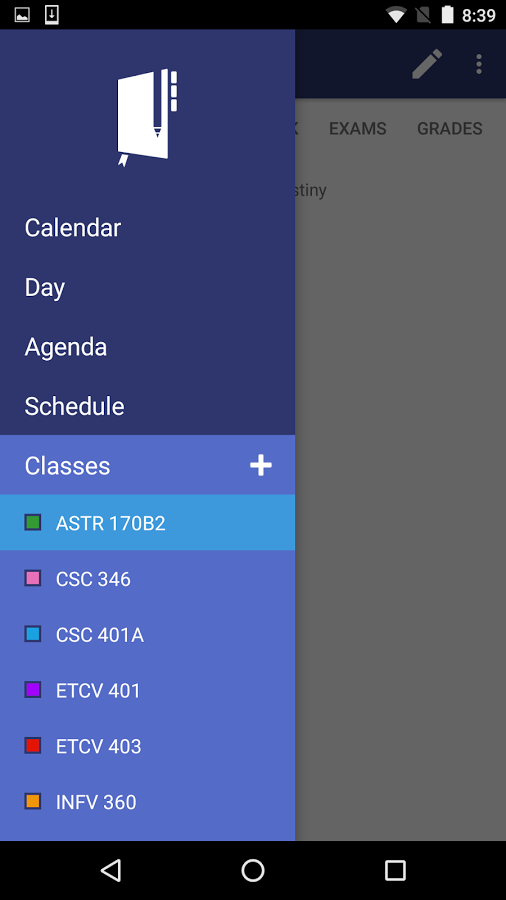 8:39
EXAMS GRADES
Calendar
Day
Agenda
Schedule
Classes
ASTR 170B2
CSC 346
CSC 401A
ETCV 401
ETCV 403
INFV 360